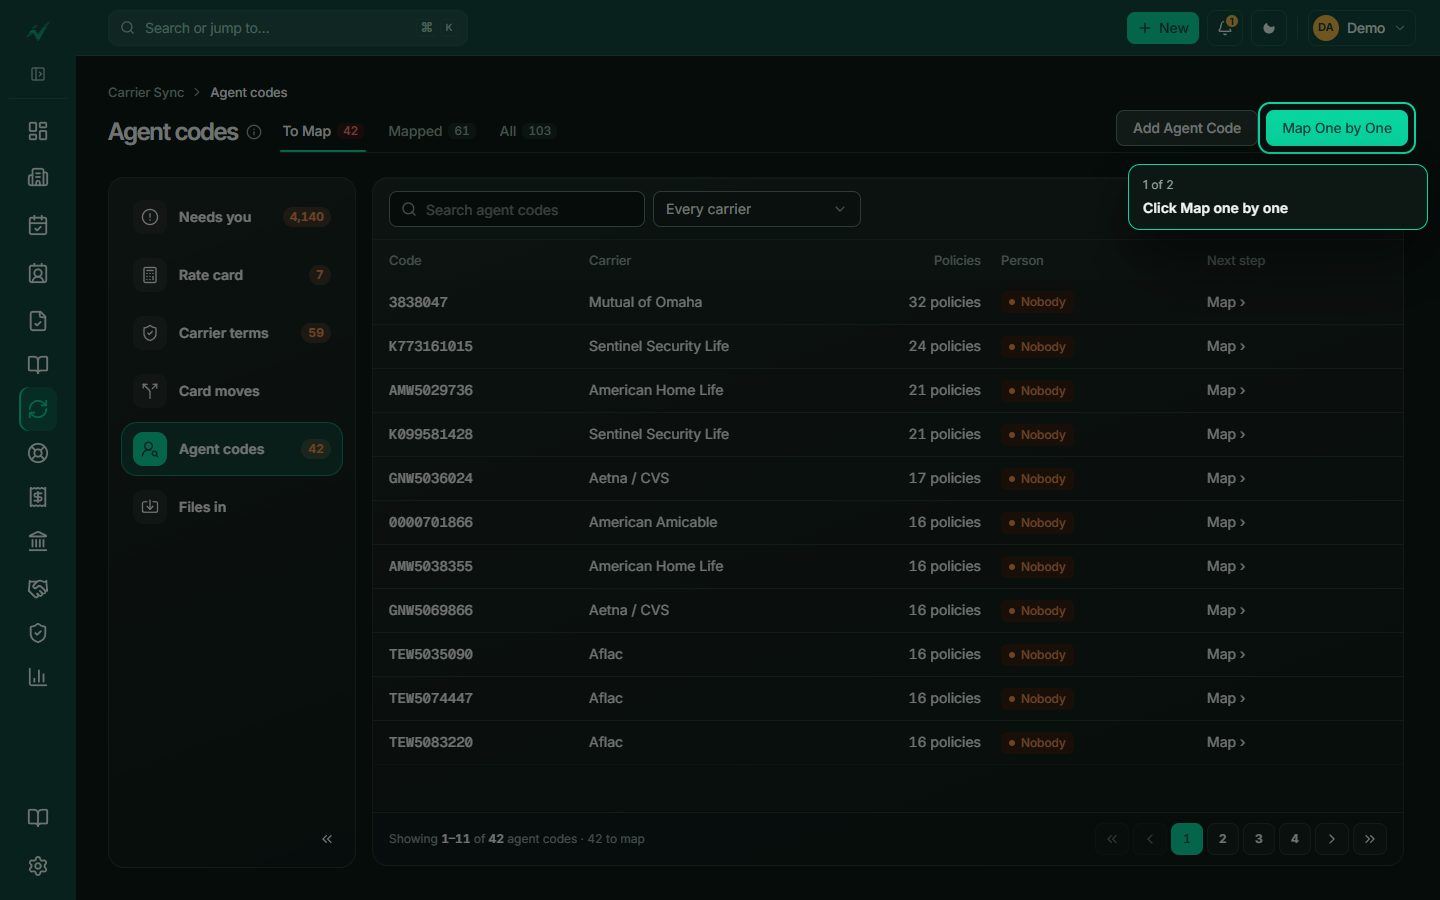 Search or jump to... ⌘ K
+ New
1
DA Demo
Carrier Sync > Agent codes
Agent codes
To Map 42
Mapped 61
All 103
Add Agent Code
Map One by One
1 of 2
Click Map one by one
Needs you 4,140
Rate card 7
Carrier terms 59
Card moves
Agent codes 42
Files in
Search agent codes
Every carrier
Code Carrier Policies Person Next step
3838047 Mutual of Omaha 32 policies Nobody Map ›
K773161015 Sentinel Security Life 24 policies Nobody Map ›
AMW5029736 American Home Life 21 policies Nobody Map ›
K099581428 Sentinel Security Life 21 policies Nobody Map ›
GNW5036024 Aetna / CVS 17 policies Nobody Map ›
0000701866 American Amicable 16 policies Nobody Map ›
AMW5038355 American Home Life 16 policies Nobody Map ›
GNW5069866 Aetna / CVS 16 policies Nobody Map ›
TEW5035090 Aflac 16 policies Nobody Map ›
TEW5074447 Aflac 16 policies Nobody Map ›
TEW5083220 Aflac 16 policies Nobody Map ›
Showing 1–11 of 42 agent codes · 42 to map
« ‹ 1 2 3 4 › »